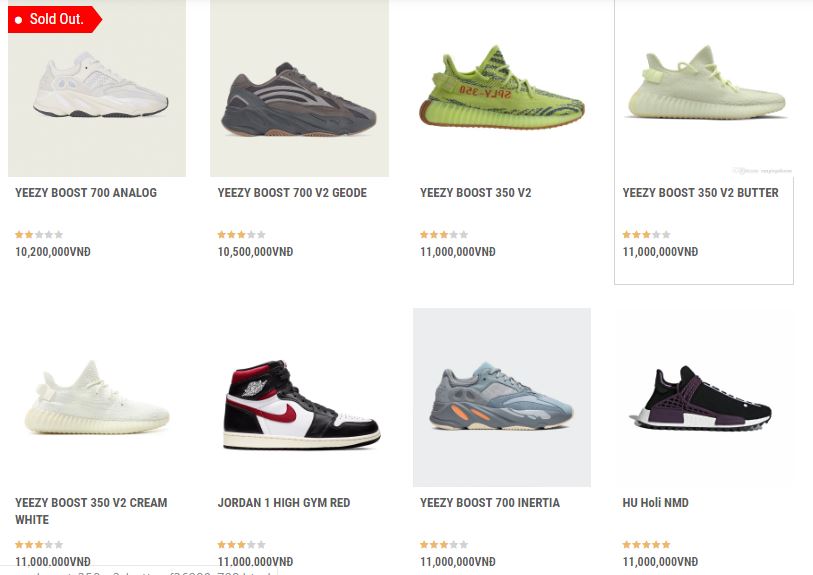 Sold Out.
SPLY-350
YEEZY BOOST 700 ANALOG
YEEZY BOOST 700 V2 GEODE
YEEZY BOOST 350 V2
YEEZY BOOST 350 V2 BUTTER
10,200,000VNĐ
10,500,000VNĐ
11,000,000VNĐ
11,000,000VNĐ
YEEZY BOOST 350 V2 CREAM
WHITE
JORDAN 1 HIGH GYM RED
YEEZY BOOST 700 INERTIA
HU Holi NMD
11,000,000VNĐ
11,000,000VNĐ
11,000,000VNĐ
11,000,000VNĐ